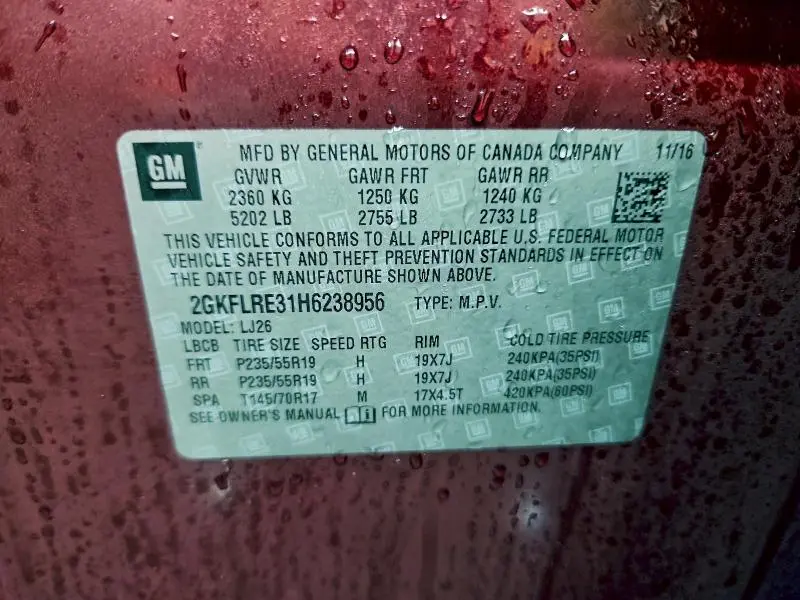 GM MFD BY GENERAL MOTORS OF CANADA COMPANY 11/16
GVWR GAWR FRT GAWR RR
2360 KG 1250 KG 1240 KG
5202 LB 2755 LB 2733 LB
THIS VEHICLE CONFORMS TO ALL APPLICABLE U.S. FEDERAL MOTOR
VEHICLE SAFETY AND THEFT PREVENTION STANDARDS IN EFFECT ON
THE DATE OF MANUFACTURE SHOWN ABOVE.
2GKFLRE31H6238956 TYPE: M.P.V.
MODEL: LJ26
LBCB TIRE SIZE SPEED RTG RIM COLD TIRE PRESSURE
FRT P235/55R19 H 19X7J 240KPA(35PSI)
RR P235/55R19 H 19X7J 240KPA(35PSI)
SPA T145/70R17 M 17X4.5T 420KPA(60PSI)
SEE OWNER'S MANUAL FOR MORE INFORMATION.